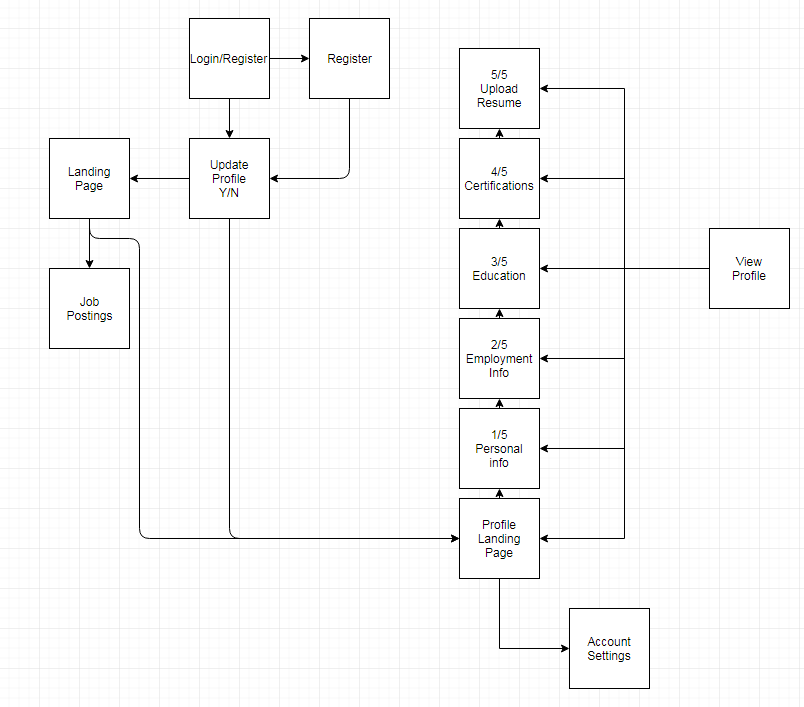 Login/Register
Register
5/5
Upload
Resume
Landing
Page
Update
Profile
Y/N
4/5
Certifications
3/5
Education
View
Profile
Job
Postings
2/5
Employment
Info
1/5
Personal
info
Profile
Landing
Page
Account
Settings